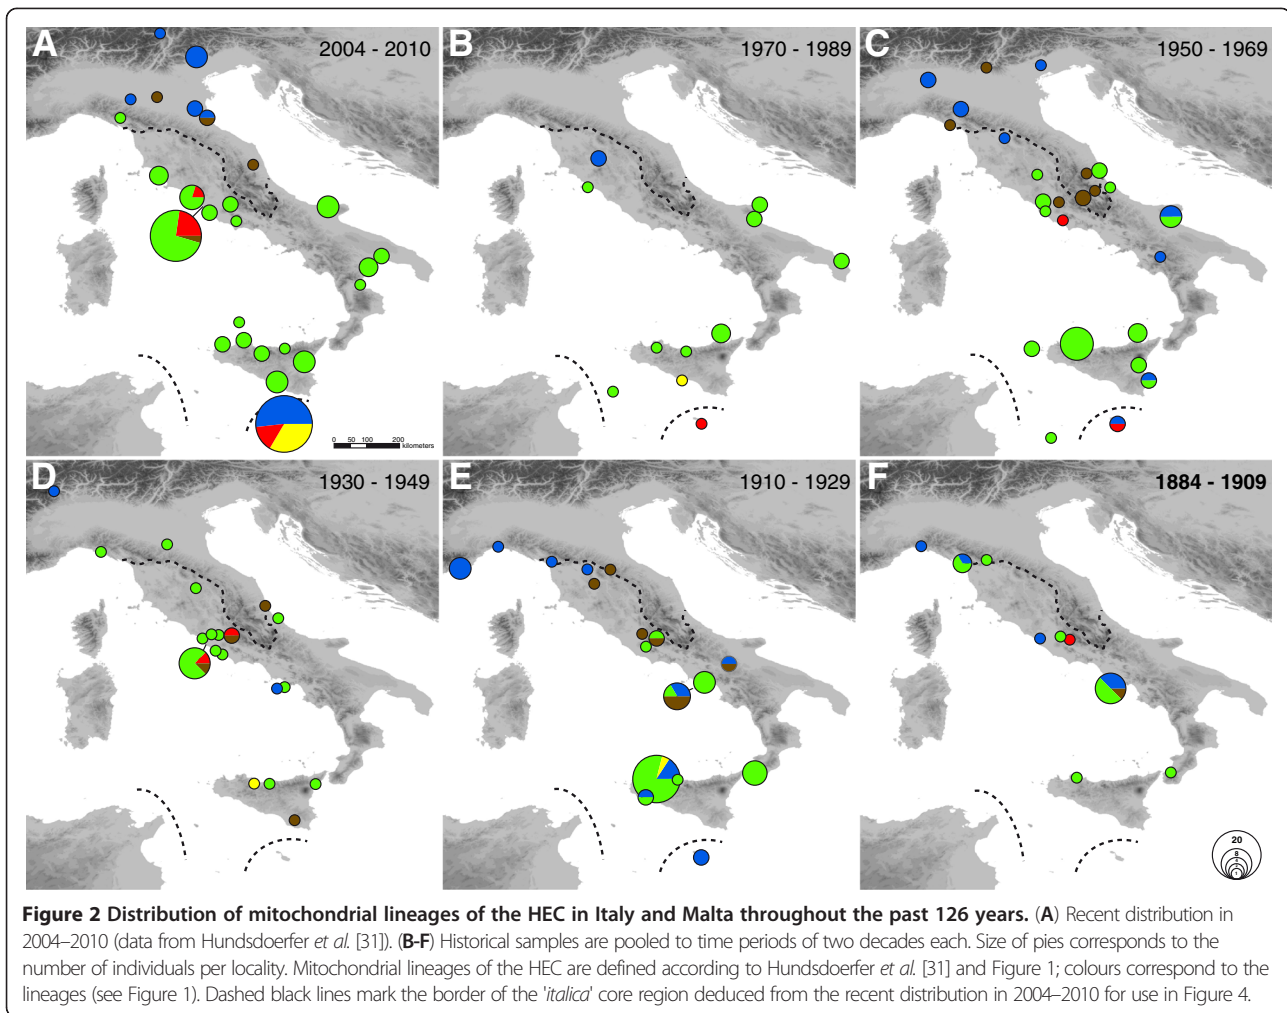 A
2004 - 2010
B
1970 - 1989
C
1950 - 1969
0 50 100 200
kilometers
D
1930 - 1949
E
1910 - 1929
F
1884 - 1909
20
8
1
Figure 2 Distribution of mitochondrial lineages of the HEC in Italy and Malta throughout the past 126 years. (A) Recent distribution in
2004–2010 (data from Hundsdoerfer et al. [31]). (B-F) Historical samples are pooled to time periods of two decades each. Size of pies corresponds to the
number of individuals per locality. Mitochondrial lineages of the HEC are defined according to Hundsdoerfer et al. [31] and Figure 1; colours correspond to the
lineages (see Figure 1). Dashed black lines mark the border of the 'italica' core region deduced from the recent distribution in 2004–2010 for use in Figure 4.